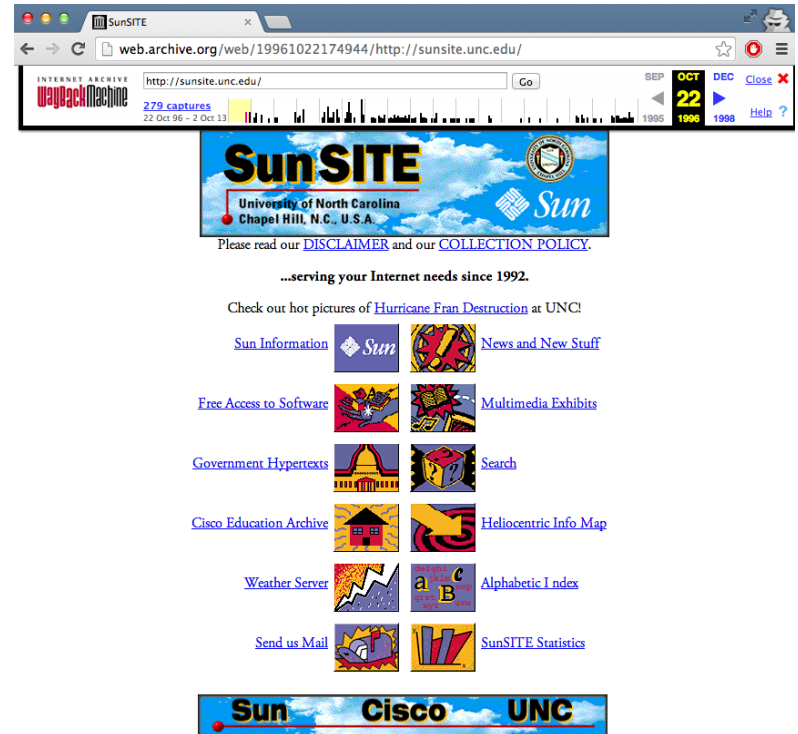 SunSITE
web.archive.org/web/19961022174944/http://sunsite.unc.edu/
INTERNET ARCHIVE
WayBackMachine
http://sunsite.unc.edu/
Go
279 captures
22 Oct 96 – 2 Oct 13
SEP OCT DEC
22
1995 1996 1998
Close
Help ?
SunSITE
University of North Carolina
Chapel Hill, N.C., U.S.A.
Sun
Please read our DISCLAIMER and our COLLECTION POLICY.
...serving your Internet needs since 1992.
Check out hot pictures of Hurricane Fran Destruction at UNC!
Sun Information Sun News and New Stuff
Free Access to Software Multimedia Exhibits
Government Hypertexts ? ? ? Search
Cisco Education Archive Heliocentric Info Map
Weather Server a B C Alphabetic I ndex
Send us Mail SunSITE Statistics
Sun Cisco UNC